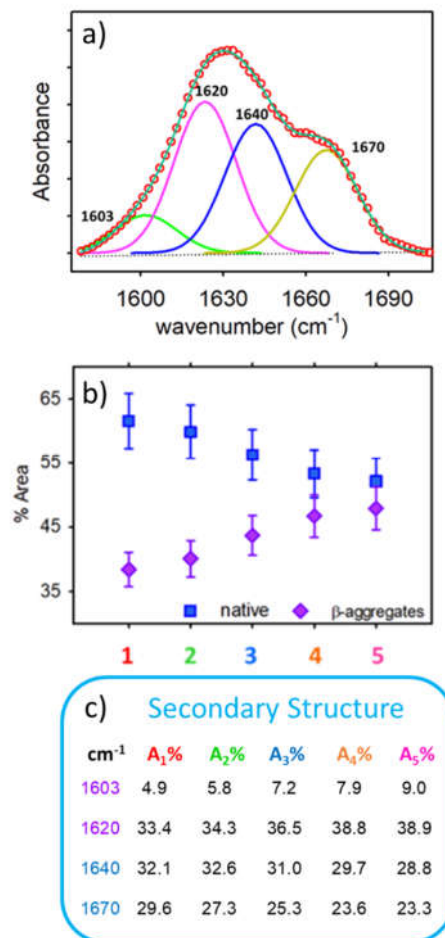 a)
1620
1640
1670
1603
Absorbance
1600 1630 1660 1690
wavenumber (cm-1)
b)
65
55
45
35
% Area
native β-aggregates
1 2 3 4 5
c) Secondary Structure
cm-1 A1% A2% A3% A4% A5%
1603 4.9 5.8 7.2 7.9 9.0
1620 33.4 34.3 36.5 38.8 38.9
1640 32.1 32.6 31.0 29.7 28.8
1670 29.6 27.3 25.3 23.6 23.3